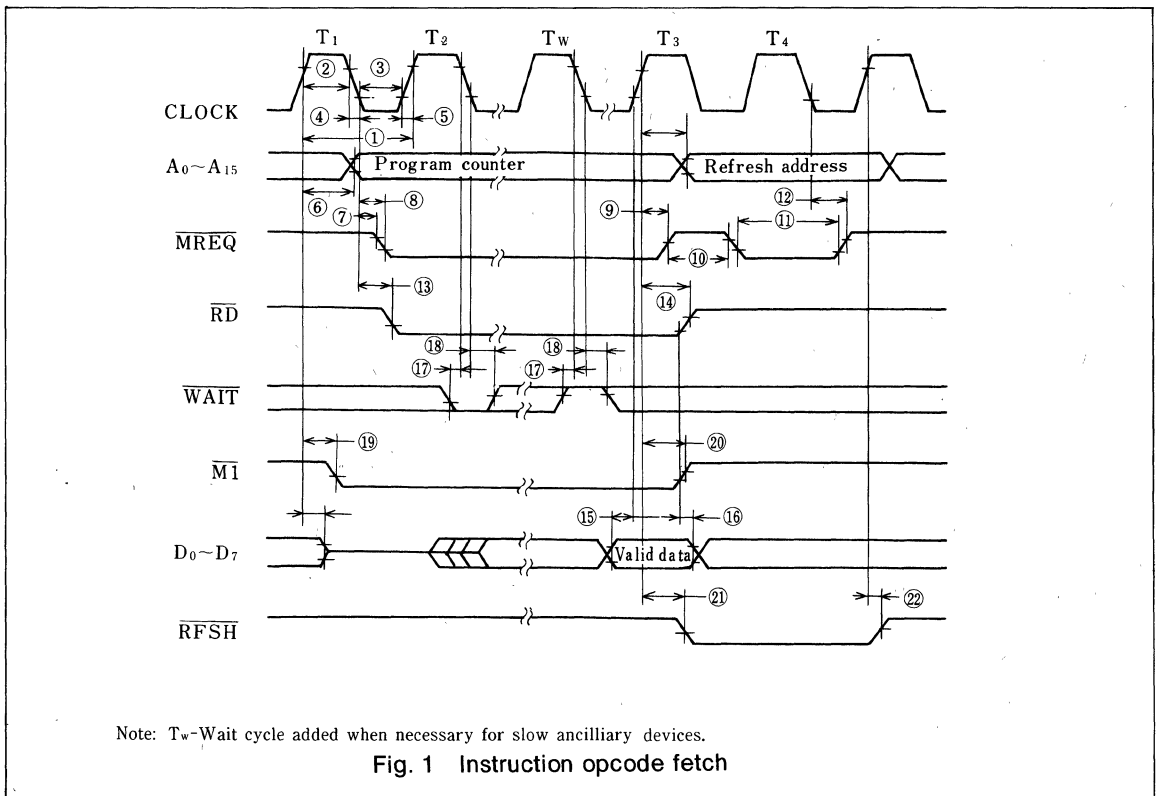 T1 T2 TW T3 T4
② ③
CLOCK
④ ⑤
①
A0~A15 Program counter Refresh address
⑥ ⑧ ⑨ ⑫
⑦ ⑪
MREQ
⑩
⑬ ⑭
RD
⑱ ⑱
⑰ ⑰
WAIT
⑲ ⑳
M1
⑮ ⑯
D0~D7 Valid data
㉑ ㉒
RFSH
Note: Tw-Wait cycle added when necessary for slow ancilliary devices.
Fig. 1 Instruction opcode fetch